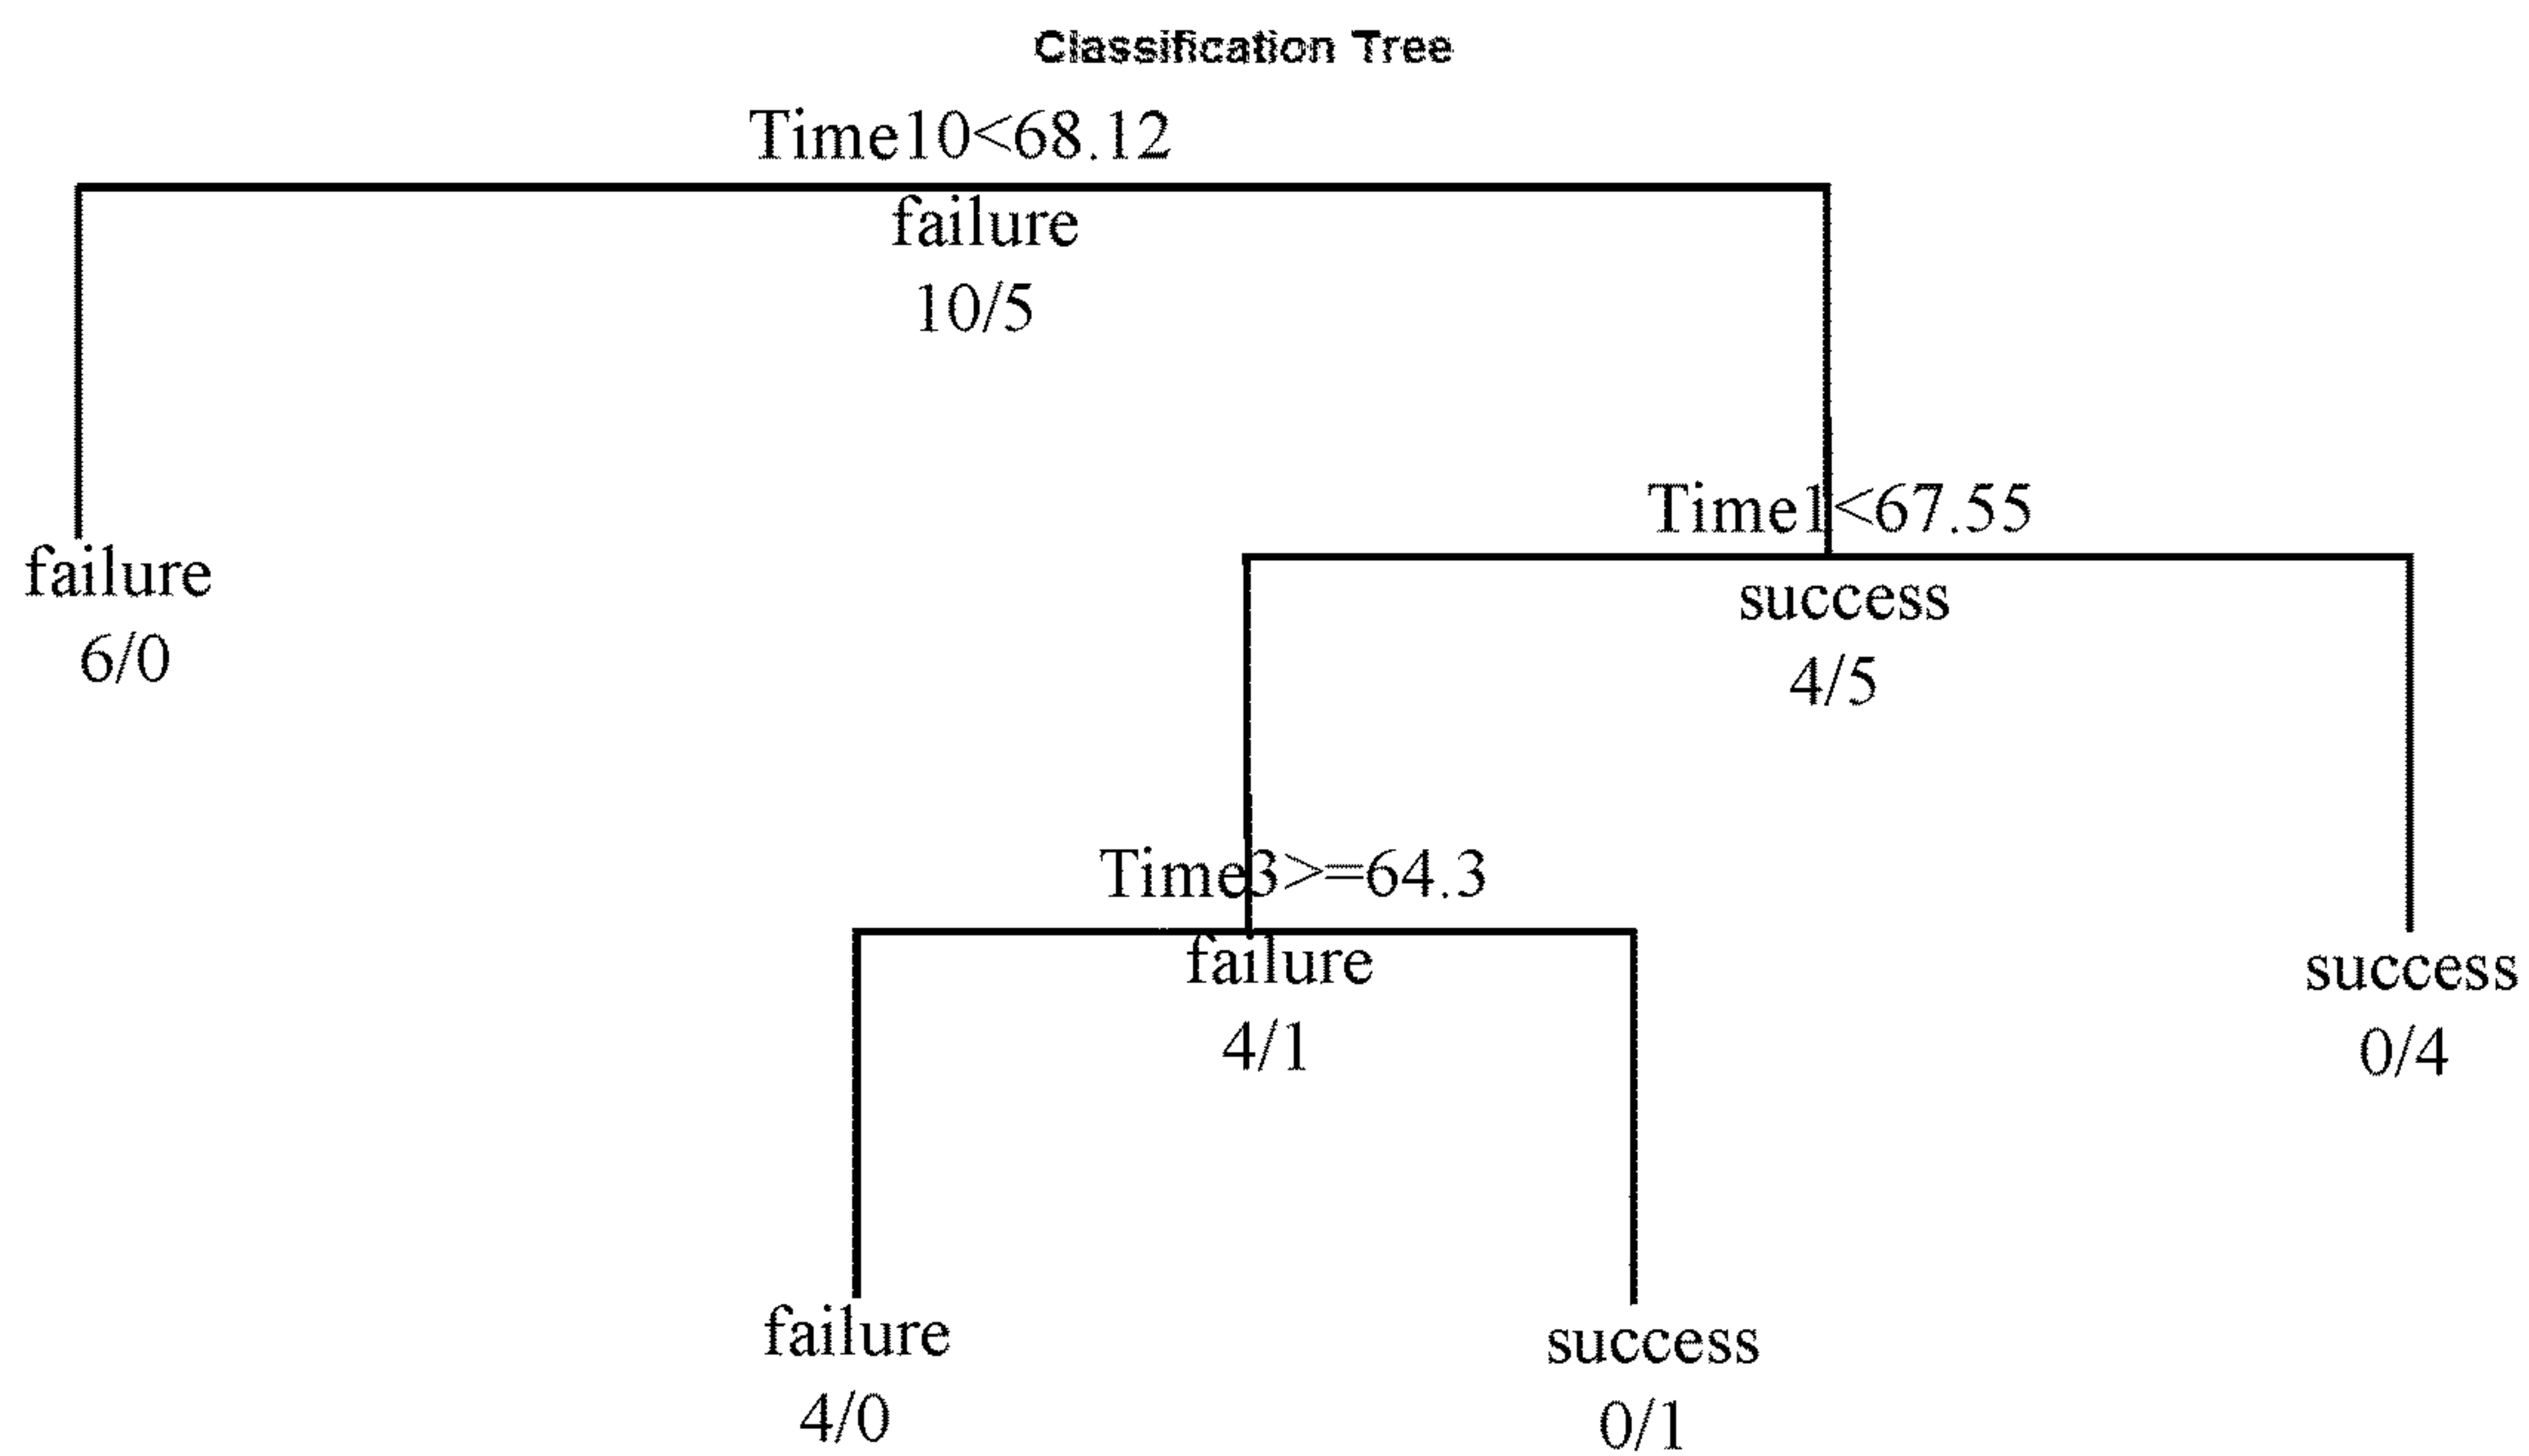 Classification Tree
Time10<68.12
failure
10/5
failure
6/0
Time1<67.55
success
4/5
Time3>=64.3
failure
4/1
success
0/4
failure
4/0
success
0/1